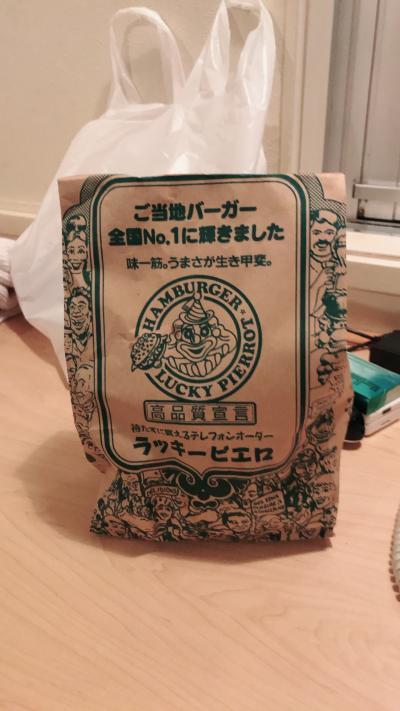 ご当地バーガー
全国No.1に輝きました
味一筋。うまさが生き甲斐。
HAMBURGER
LUCKY PIERROT
高品質宣言
待たずに買えるテレフォンオーダー
ラッキーピエロ